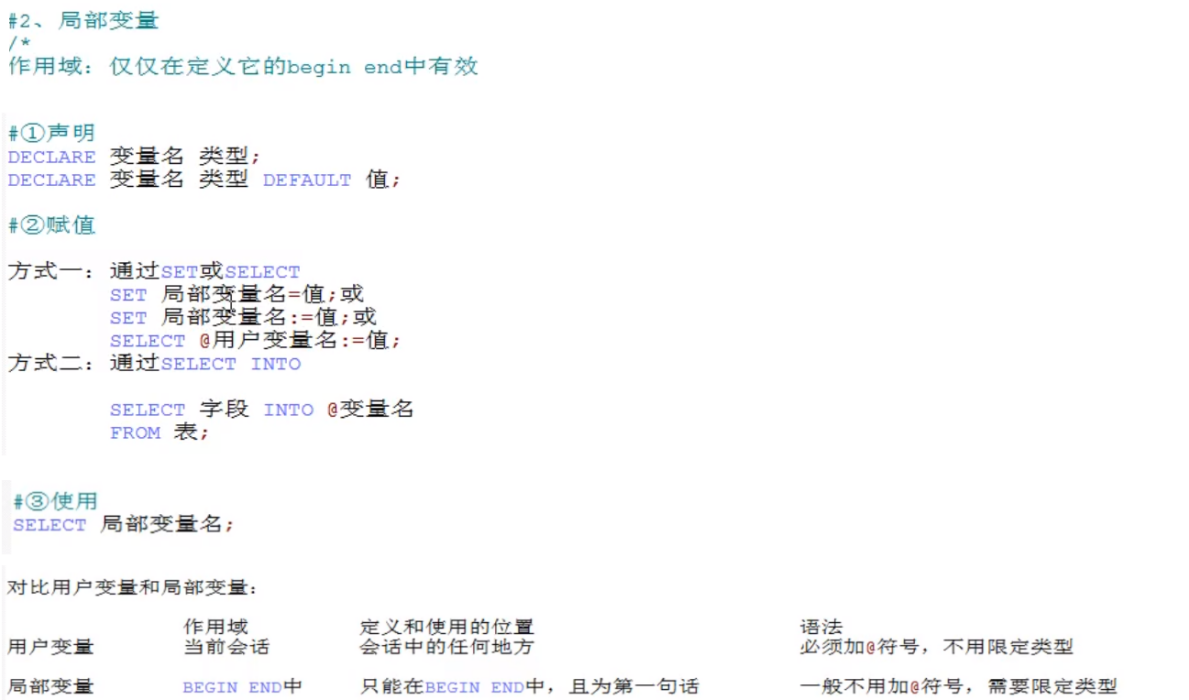 #2、局部变量
/*
作用域：仅仅在定义它的begin end中有效
#①声明
DECLARE 变量名 类型;
DECLARE 变量名 类型 DEFAULT 值;
#②赋值
方式一：通过SET或SELECT
SET 局部变量名=值;或
SET 局部变量名:=值;或
SELECT @用户变量名:=值;
方式二：通过SELECT INTO
SELECT 字段 INTO @变量名
FROM 表;
#③使用
SELECT 局部变量名;
对比用户变量和局部变量：
作用域 定义和使用的位置 语法
用户变量 当前会话 会话中的任何地方 必须加@符号，不用限定类型
局部变量 BEGIN END中 只能在BEGIN END中，且为第一句话 一般不用加@符号，需要限定类型